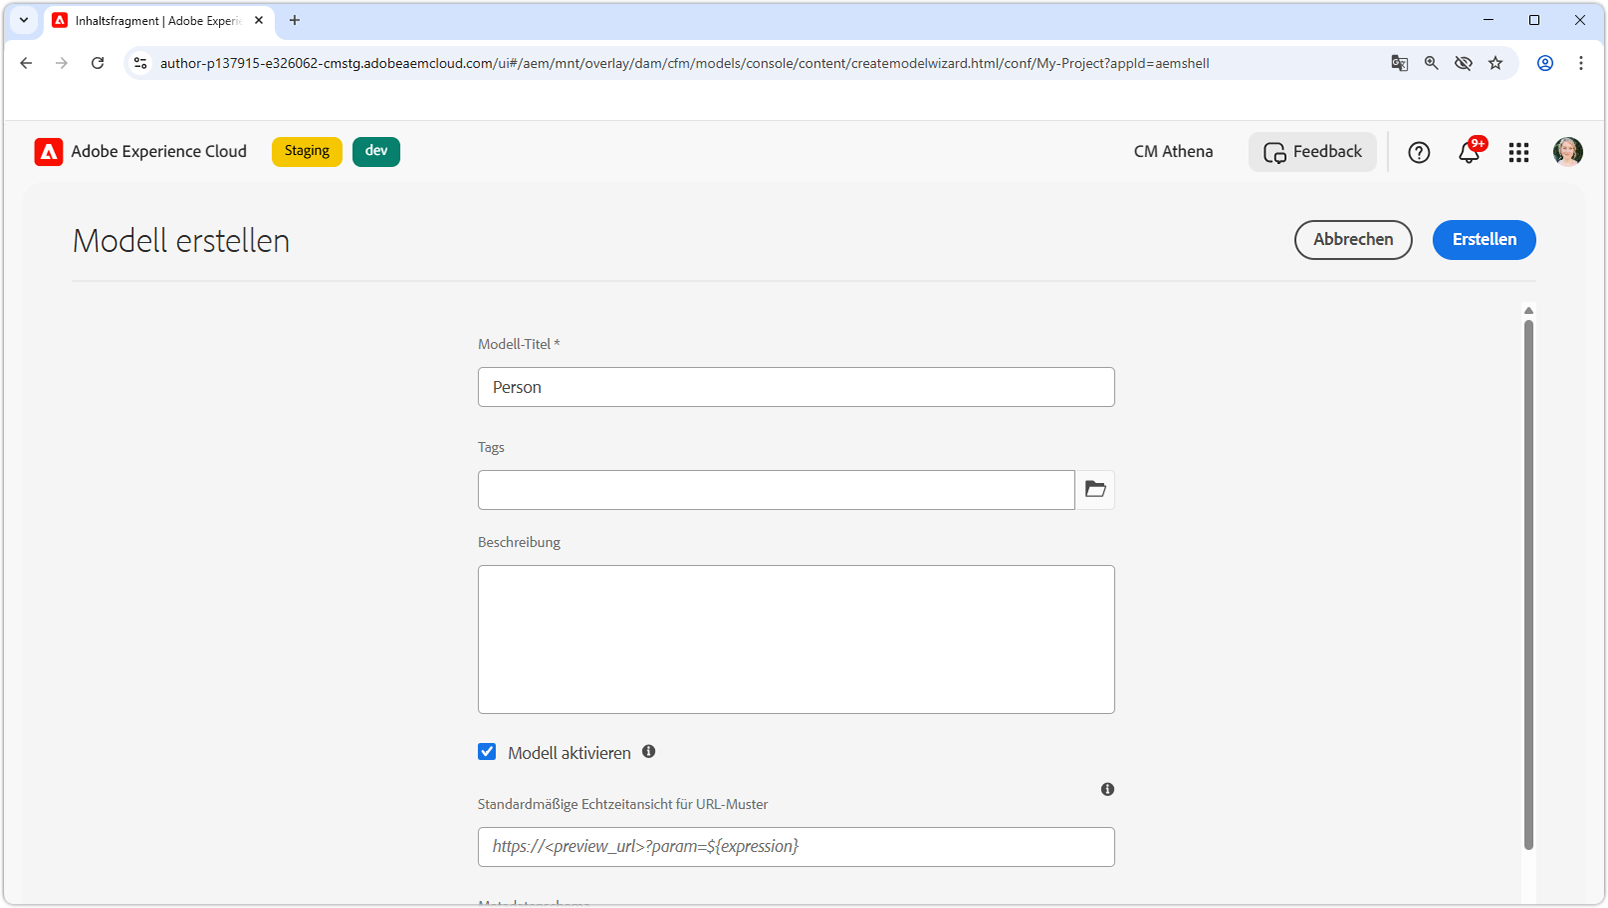 Inhaltsfragment | Adobe Experie
author-p137915-e326062-cmstg.adobeaemcloud.com/ui#/aem/mnt/overlay/dam/cfm/models/console/content/createmodelwizard.html/conf/My-Project?appId=aemshell
Adobe Experience Cloud
Staging
dev
CM Athena
Feedback
9+
Modell erstellen
Abbrechen
Erstellen
Modell-Titel *
Person
Tags
Beschreibung
Modell aktivieren
Standardmäßige Echtzeitansicht für URL-Muster
https://<preview_url>?param=${expression}